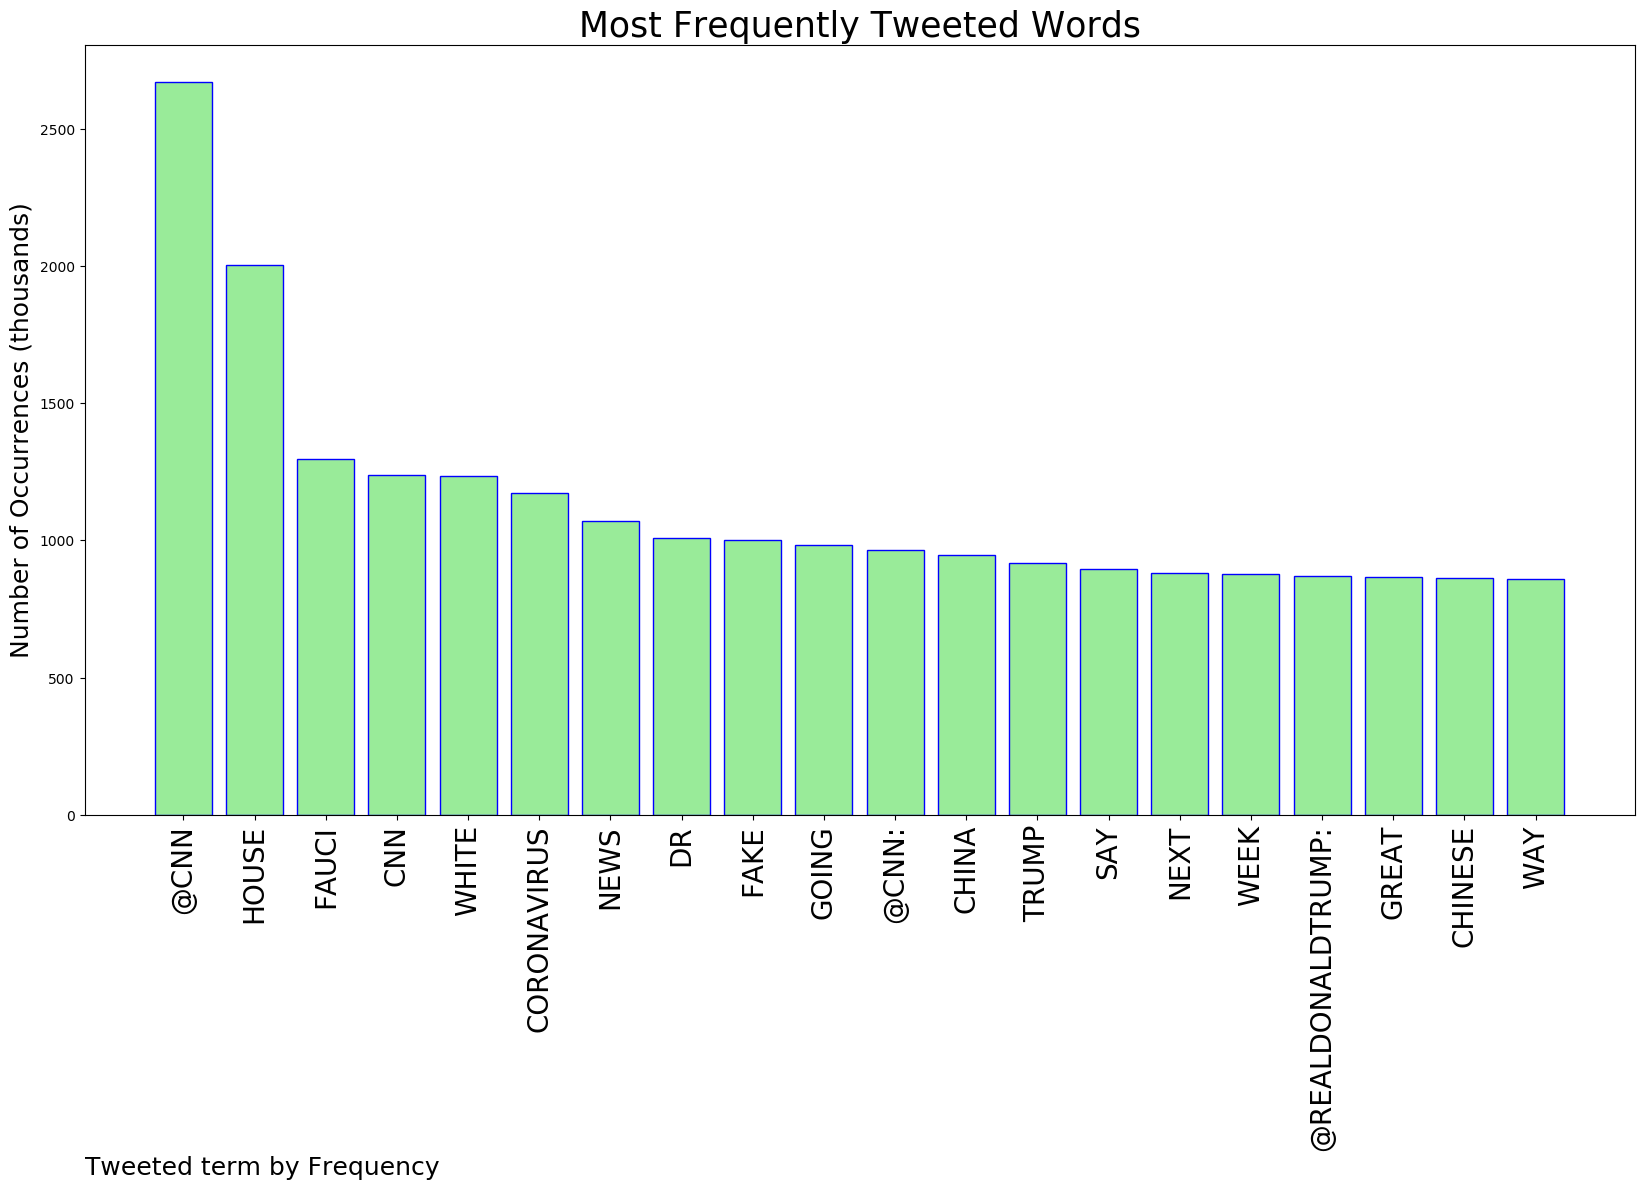 Most Frequently Tweeted Words
Number of Occurrences (thousands)
2500
2000
1500
1000
500
0
@CNN
HOUSE
FAUCI
CNN
WHITE
CORONAVIRUS
NEWS
DR
FAKE
GOING
@CNN:
CHINA
TRUMP
SAY
NEXT
WEEK
@REALDONALDTRUMP:
GREAT
CHINESE
WAY
Tweeted term by Frequency